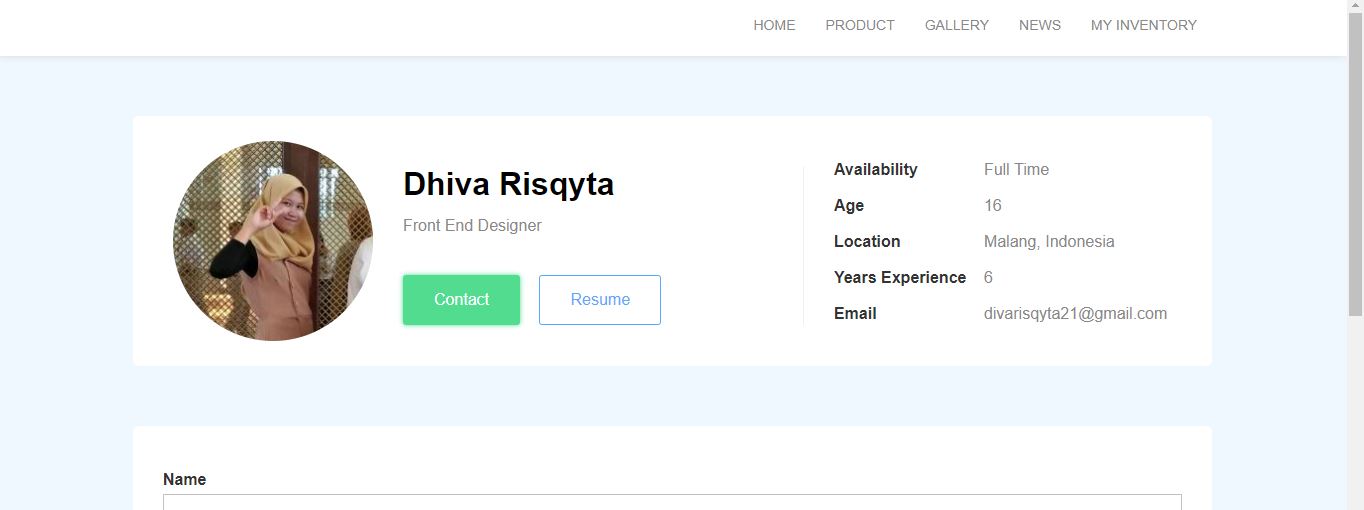 HOME PRODUCT GALLERY NEWS MY INVENTORY
Dhiva Risqyta
Front End Designer
Contact Resume
Availability Full Time
Age 16
Location Malang, Indonesia
Years Experience 6
Email divarisqyta21@gmail.com
Name